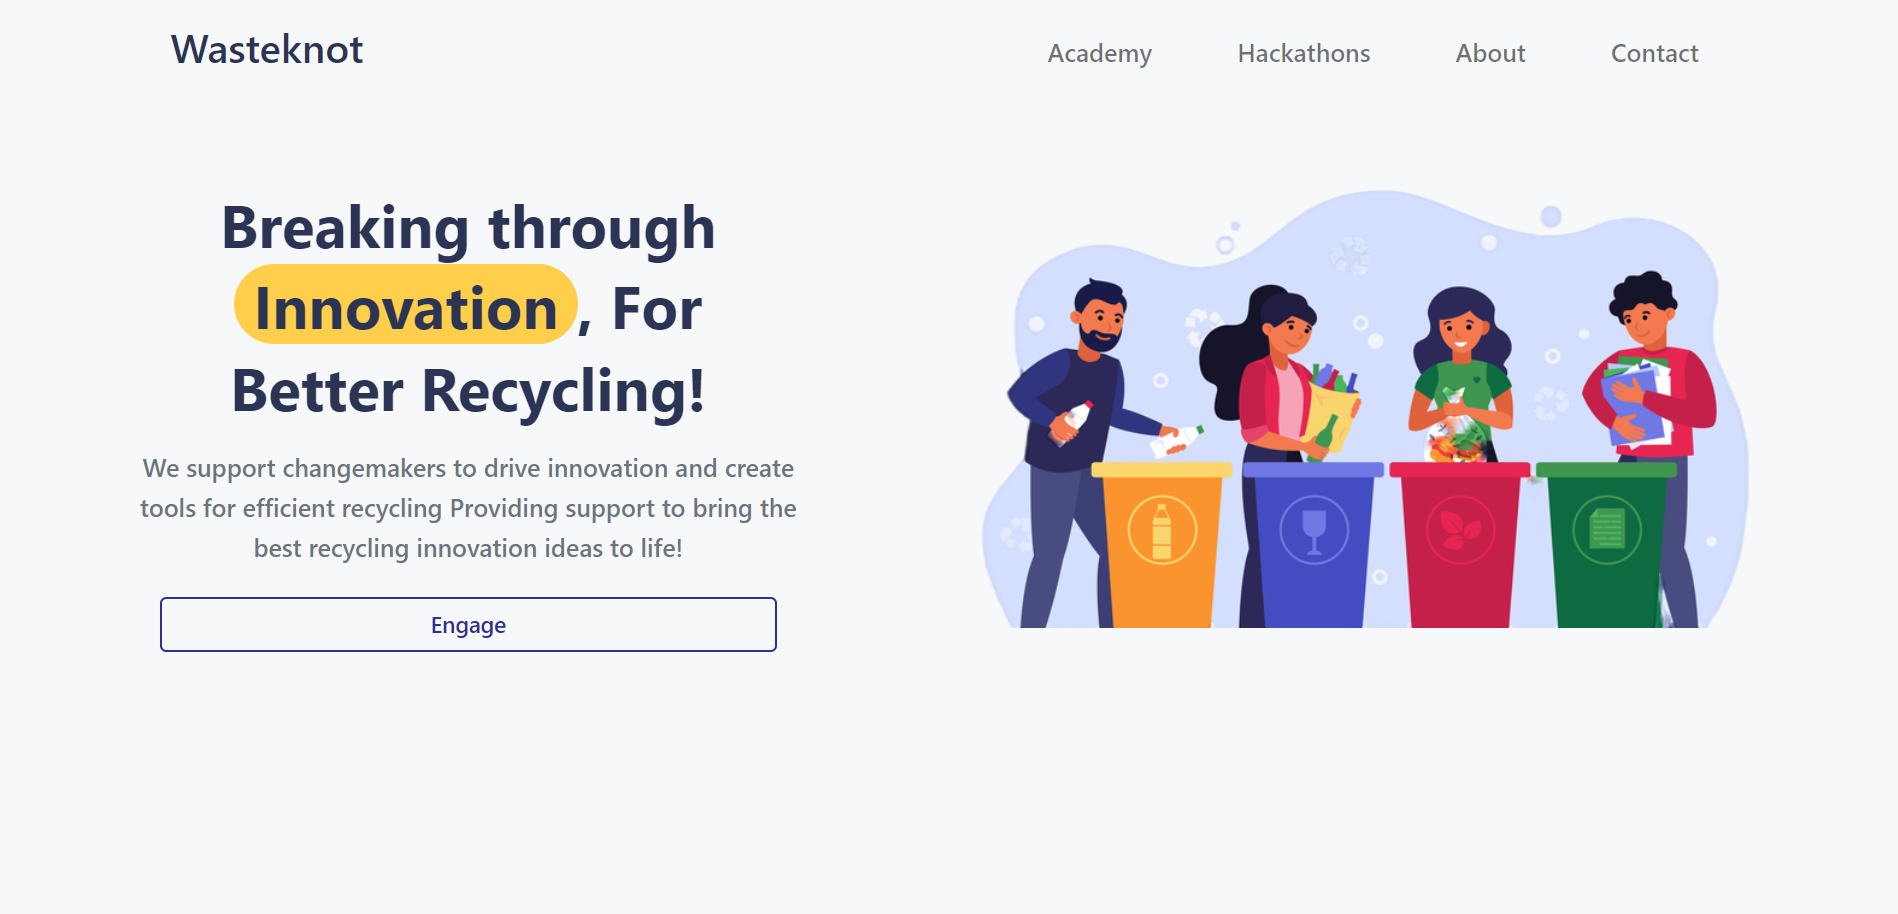 Wasteknot
Academy
Hackathons
About
Contact
Breaking through
Innovation, For
Better Recycling!
We support changemakers to drive innovation and create
tools for efficient recycling Providing support to bring the
best recycling innovation ideas to life!
Engage